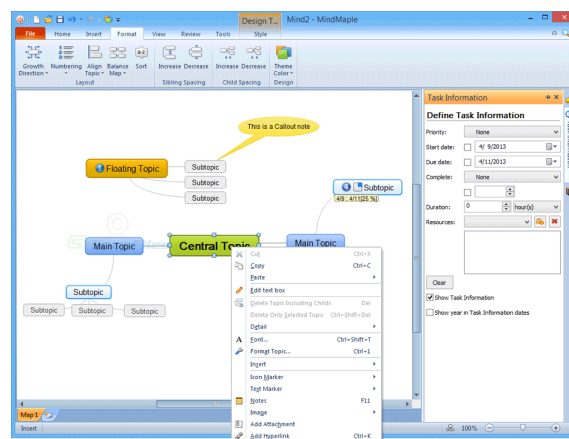 Design T... Mind2 - MindMaple
File Home Insert Format View Review Tools Style
Growth Direction Numbering Align Topic Balance Map Sort Increase Decrease Increase Decrease Theme Color
Layout Sibling Spacing Child Spacing Design
Task Information
Define Task Information
Priority: None
Start date: 4/ 9/2013
Due date: 4/11/2013
Complete: None
Duration: 0 hour(s)
Resources:
Clear
Show Task Information
Show year in Task Information dates
This is a Callout note
Floating Topic
Subtopic
Subtopic
Subtopic
4 Subtopic
4/9 : 4/11[25 %]
Main Topic
Central Topic
Main Topic
Subtopic
Subtopic Subtopic Subtopic
Cut Ctrl+X
Copy Ctrl+C
Paste
Edit text box
Delete Topic Including Childs Del
Delete Only Selected Topic Ctrl+Shift+Del
Detail
Font... Ctrl+Shift+T
Format Topic... Ctrl+1
Insert
Icon Marker
Text Marker
Notes F11
Image
Add Attachment
Add Hyperlink Ctrl+K
Map1
Insert
100%